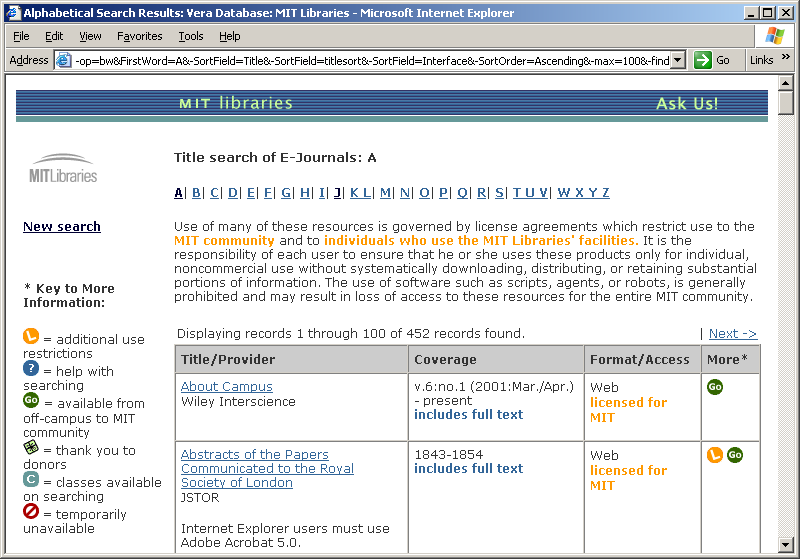 Alphabetical Search Results: Vera Database: MIT Libraries - Microsoft Internet Explorer
File Edit View Favorites Tools Help
Address -op=bw&FirstWord=A&-SortField=Title&-SortField=titlesort&-SortField=Interface&-SortOrder=Ascending&-max=100&-find Go Links »
MIT libraries Ask Us!
MITLibraries
Title search of E-Journals: A
A| B| C| D| E| F| G| H| I| J| K L| M| N| O| P| Q| R| S| T U V| W X Y Z
New search
Use of many of these resources is governed by license agreements which restrict use to the
MIT community and to individuals who use the MIT Libraries' facilities. It is the
responsibility of each user to ensure that he or she uses these products only for individual,
noncommercial use without systematically downloading, distributing, or retaining substantial
portions of information. The use of software such as scripts, agents, or robots, is generally
prohibited and may result in loss of access to these resources for the entire MIT community.
* Key to More
Information:
L = additional use
restrictions
? = help with
searching
Go = available from
off-campus to MIT
community
= thank you to
donors
C = classes available
on searching
= temporarily
unavailable
Displaying records 1 through 100 of 452 records found. | Next ->
Title/Provider Coverage Format/Access More*
About Campus
Wiley Interscience
v.6:no.1 (2001:Mar./Apr.)
- present
includes full text
Web
licensed for
MIT
Go
Abstracts of the Papers
Communicated to the Royal
Society of London
JSTOR
Internet Explorer users must use
Adobe Acrobat 5.0.
1843-1854
includes full text
Web
licensed for
MIT
L Go